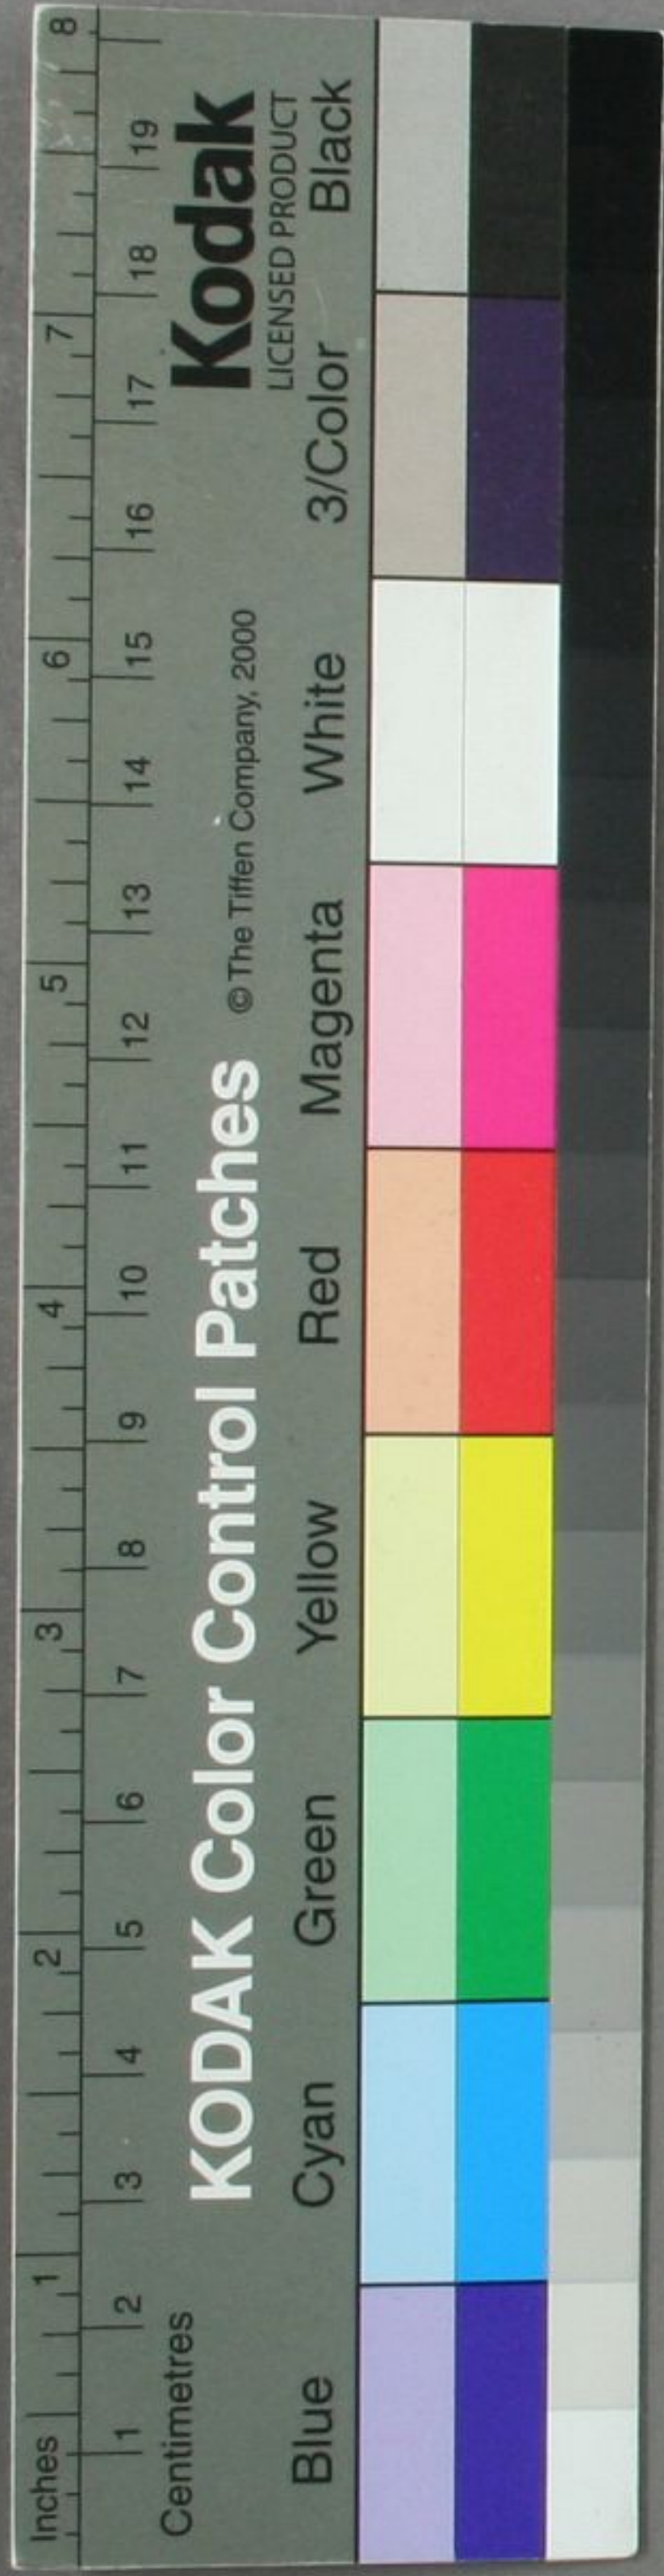 Inches 1 2 3 4 5 6 7 8
1 2 3 4 5 6 7 8 9 10 11 12 13 14 15 16 17 18 19
Centimetres
KODAK Color Control Patches © The Tiffen Company, 2000 Kodak
LICENSED PRODUCT
Blue Cyan Green Yellow Red Magenta White 3/Color Black